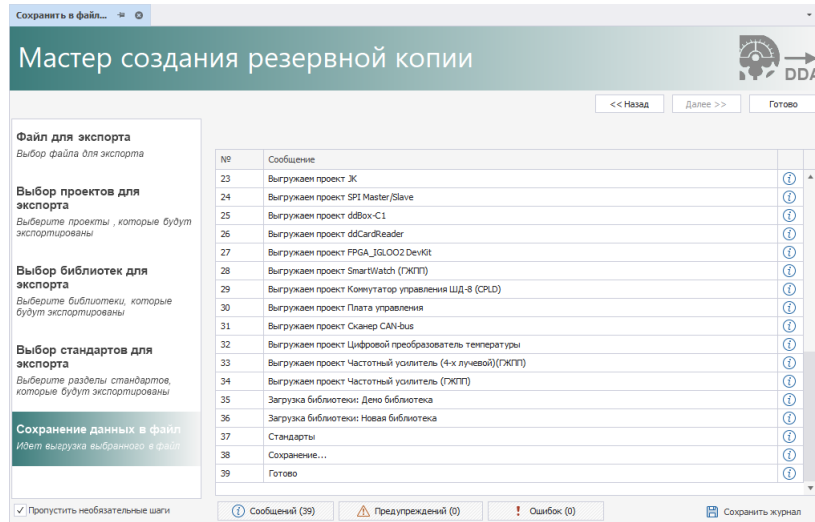 Сохранить в файл...
Мастер создания резервной копии
DDA
<< Назад
Далее >>
Готово
Файл для экспорта
Выбор файла для экспорта
Выбор проектов для
экспорта
Выберите проекты , которые будут
экспортированы
Выбор библиотек для
экспорта
Выберите библиотеки, которые
будут экспортированы
Выбор стандартов для
экспорта
Выберите разделы стандартов,
которые будут экспортированы
Сохранение данных в файл
Идет выгрузка выбранного в файл
№ Сообщение
23 Выгружаем проект JK
24 Выгружаем проект SPI Master/Slave
25 Выгружаем проект ddBox-C1
26 Выгружаем проект ddCardReader
27 Выгружаем проект FPGA_IGLOO2 DevKit
28 Выгружаем проект SmartWatch (ГЖПП)
29 Выгружаем проект Коммутатор управления ШД-8 (CPLD)
30 Выгружаем проект Плата управления
31 Выгружаем проект Сканер CAN-bus
32 Выгружаем проект Цифровой преобразователь температуры
33 Выгружаем проект Частотный усилитель (4-х лучевой)(ГЖПП)
34 Выгружаем проект Частотный усилитель (ГЖПП)
35 Загрузка библиотеки: Демо библиотека
36 Загрузка библиотеки: Новая библиотека
37 Стандарты
38 Сохранение...
39 Готово
Пропустить необязательные шаги
Сообщений (39)
Предупреждений (0)
Ошибок (0)
Сохранить журнал